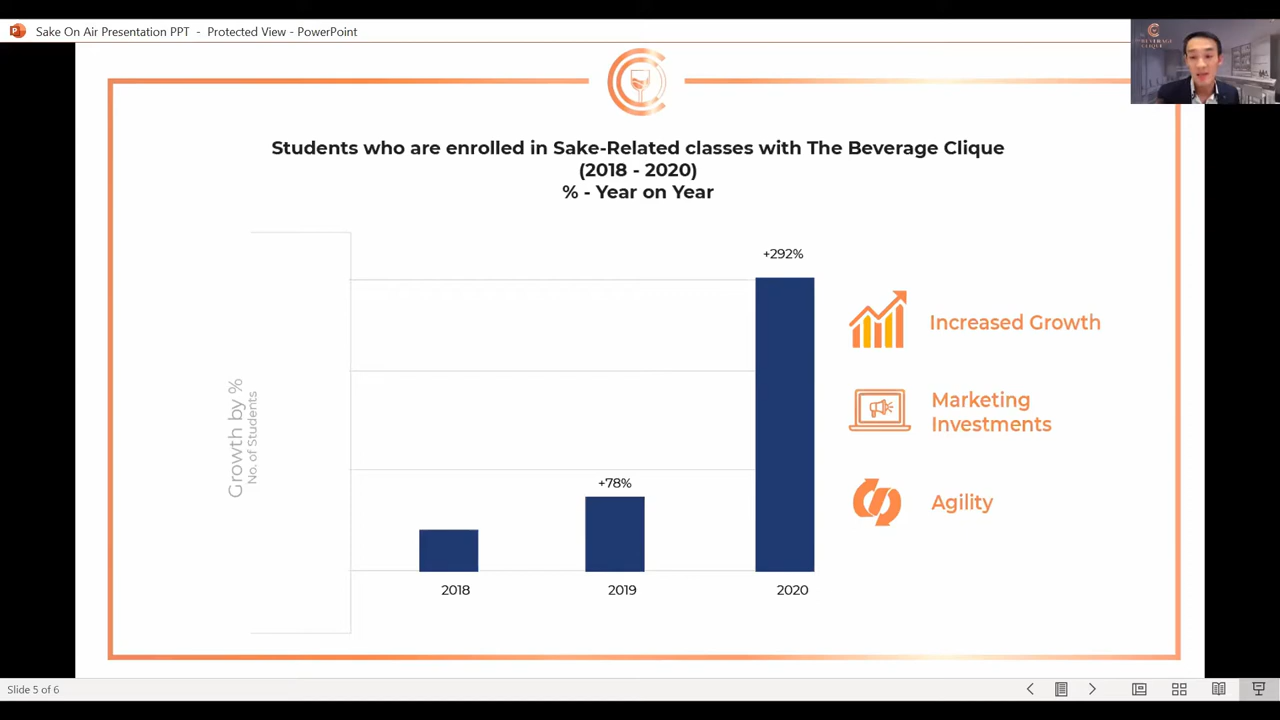 Sake On Air Presentation PPT - Protected View - PowerPoint
BEVERAGE
CLIQUE
Students who are enrolled in Sake-Related classes with The Beverage Clique
(2018 - 2020)
% - Year on Year
Growth by %
No. of Students
+78%
+292%
2018
2019
2020
Increased Growth
Marketing
Investments
Agility
Slide 5 of 6